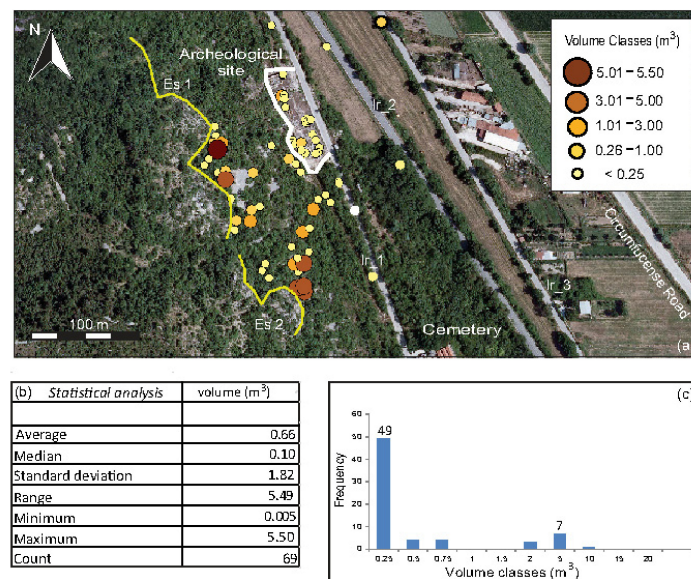 N
Archeological
site
Es 1
Ir_2
Volume Classes (m³)
5.01 – 5.50
3.01 – 5.00
1.01 – 3.00
0.26 – 1.00
< 0.25
Circumfucense Road
Ir_1
Ir_3
Es 2
100 m
Cemetery
(a)
(b) Statistical analysis volume (m³)
Average 0.66
Median 0.10
Standard deviation 1.82
Range 5.49
Minimum 0.005
Maximum 5.50
Count 69
(c)
Frequency
60
50
40
30
20
10
0
49
7
0.25 0.5 0.75 1 1.5 2 5 10 15 20
Volume classes (m³)